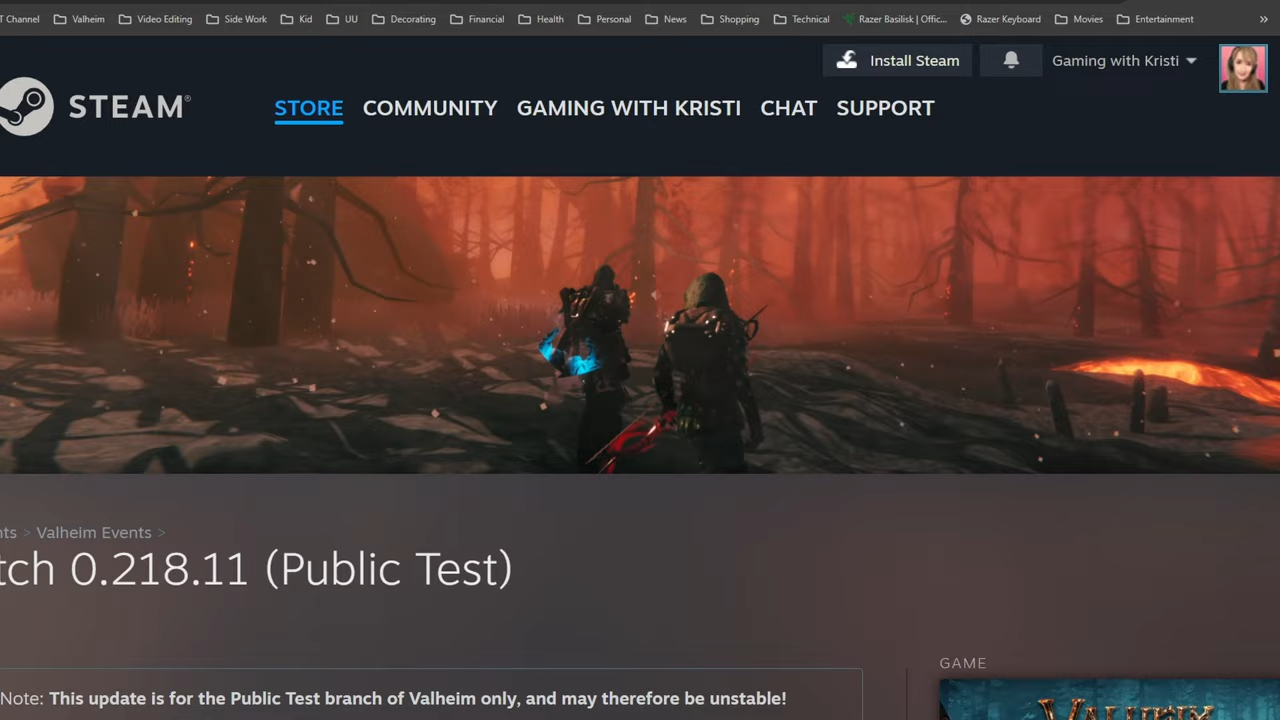 T Channel Valheim Video Editing Side Work Kid UU Decorating Financial Health Personal News Shopping Technical Razer Basilisk | Offic... Razer Keyboard Movies Entertainment »
Install Steam Gaming with Kristi
STEAM® STORE COMMUNITY GAMING WITH KRISTI CHAT SUPPORT
nts > Valheim Events >
tch 0.218.11 (Public Test)
GAME
Note: This update is for the Public Test branch of Valheim only, and may therefore be unstable!
VALHEIM